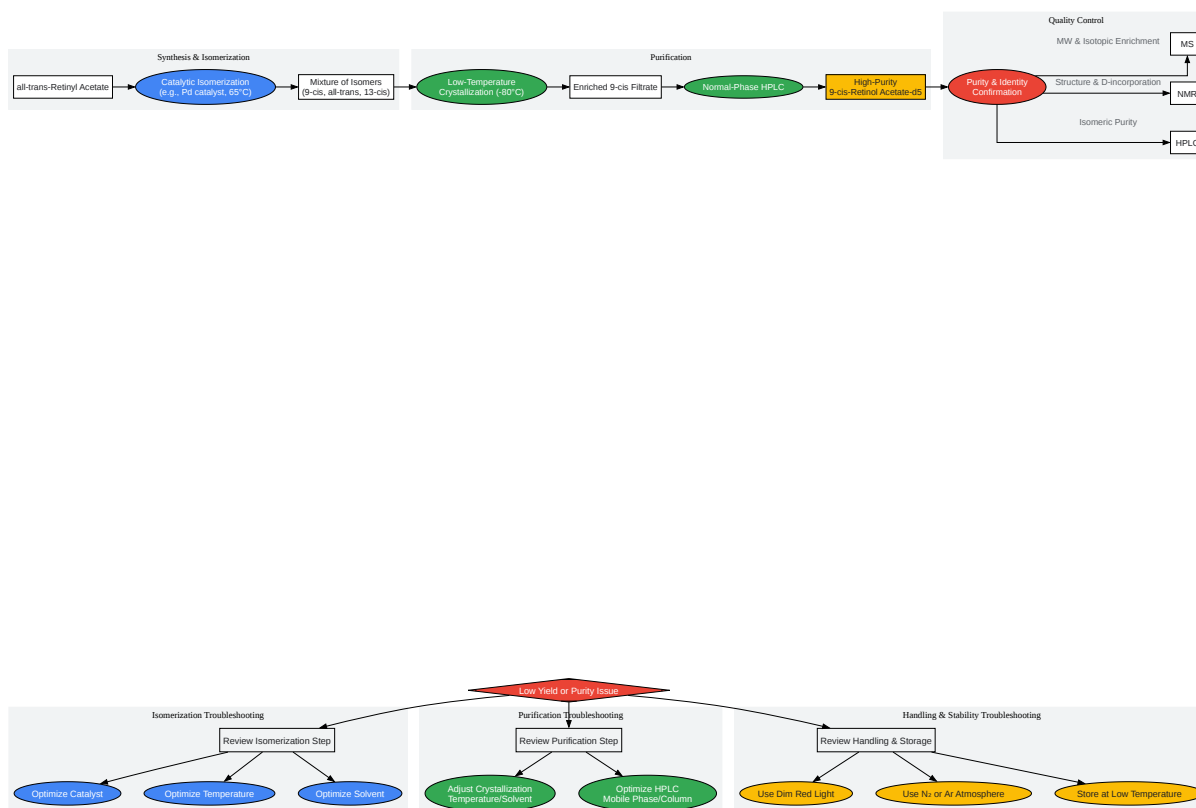 Quality Control
MW & Isotopic Enrichment
MS
Synthesis & Isomerization
Purification
all-trans-Retinyl Acetate
Catalytic Isomerization
(e.g., Pd catalyst, 65°C)
Mixture of Isomers
(9-cis, all-trans, 13-cis)
Low-Temperature
Crystallization (-80°C)
Enriched 9-cis Filtrate
Normal-Phase HPLC
High-Purity
9-cis-Retinol Acetate-d5
Purity & Identity
Confirmation
Structure & D-incorporation
NMR
Isomeric Purity
HPLC
Low Yield or Purity Issue
Isomerization Troubleshooting
Purification Troubleshooting
Handling & Stability Troubleshooting
Review Isomerization Step
Review Purification Step
Review Handling & Storage
Optimize Catalyst
Optimize Temperature
Optimize Solvent
Adjust Crystallization
Temperature/Solvent
Optimize HPLC
Mobile Phase/Column
Use Dim Red Light
Use N₂ or Ar Atmosphere
Store at Low Temperature